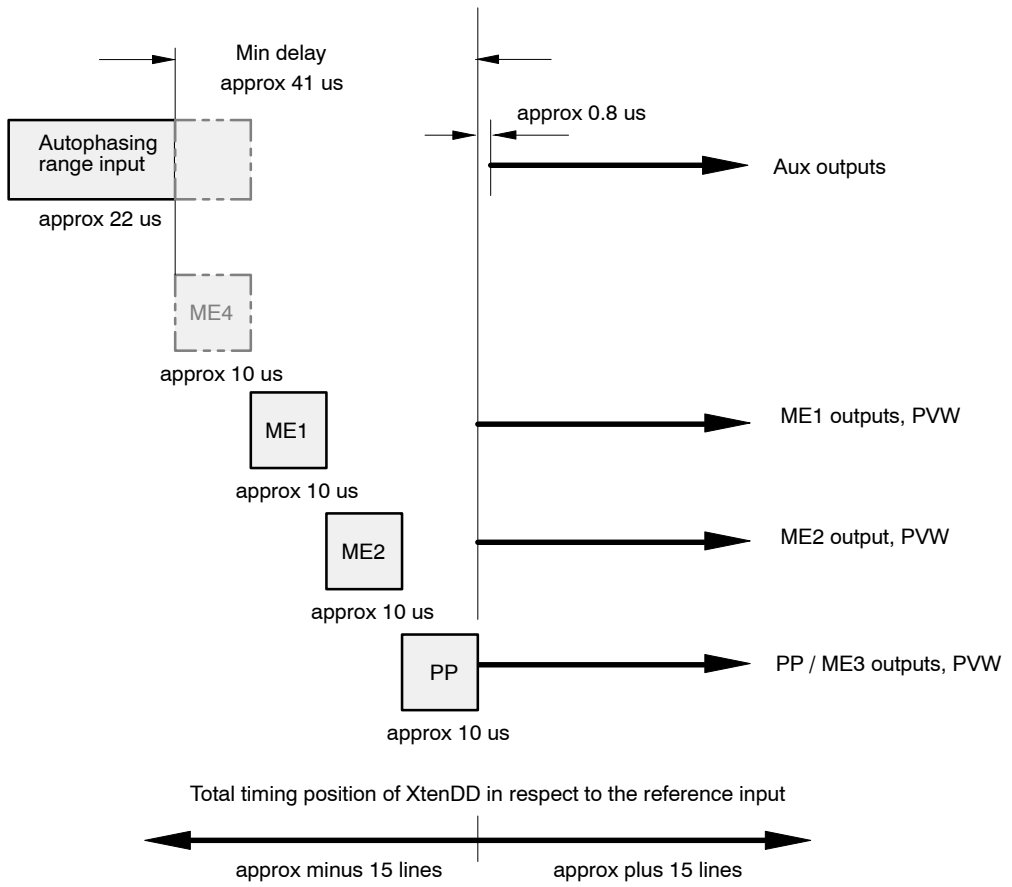 Min delay
approx 41 us
approx 0.8 us
Autophasing
range input
Aux outputs
approx 22 us
ME4
approx 10 us
ME1
ME1 outputs, PVW
approx 10 us
ME2
ME2 output, PVW
approx 10 us
PP
PP / ME3 outputs, PVW
approx 10 us
Total timing position of XtenDD in respect to the reference input
approx minus 15 lines
approx plus 15 lines